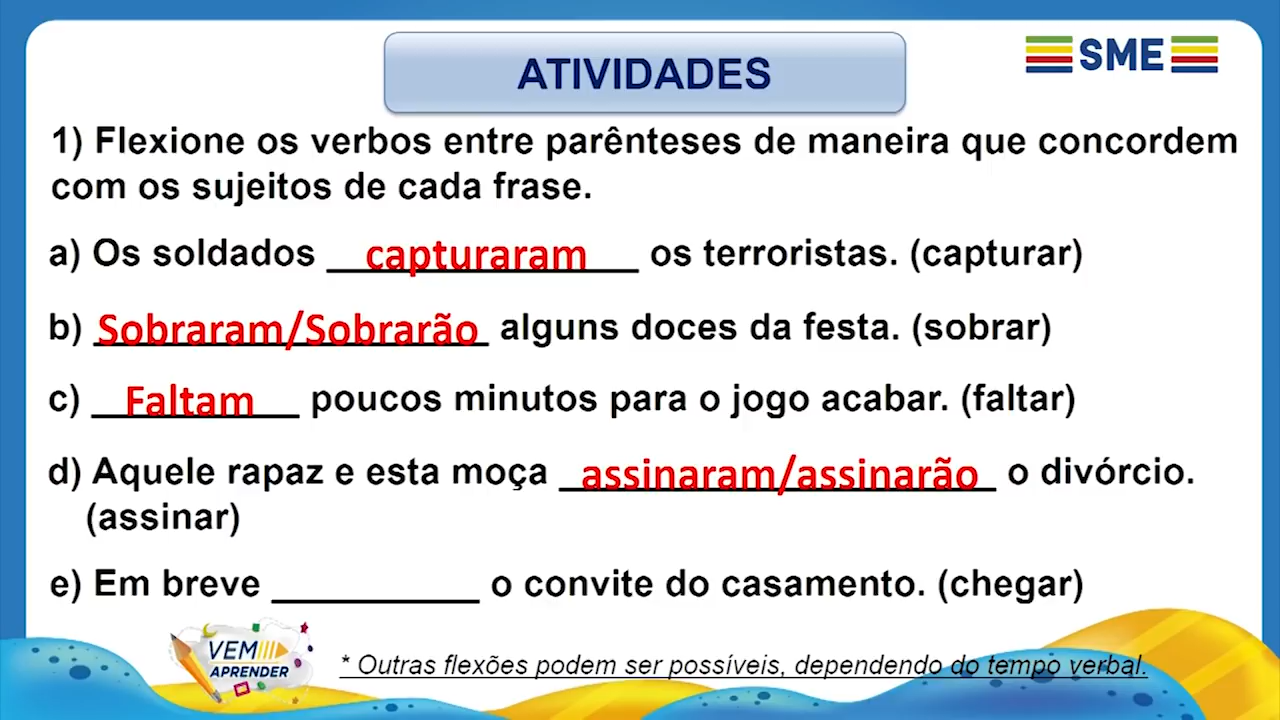 ATIVIDADES
SME
1) Flexione os verbos entre parênteses de maneira que concordem
com os sujeitos de cada frase.
a) Os soldados capturaram os terroristas. (capturar)
b) Sobraram/Sobrarão alguns doces da festa. (sobrar)
c) Faltam poucos minutos para o jogo acabar. (faltar)
d) Aquele rapaz e esta moça assinaram/assinarão o divórcio.
(assinar)
e) Em breve __________ o convite do casamento. (chegar)
VEM
APRENDER
* Outras flexões podem ser possíveis, dependendo do tempo verbal.